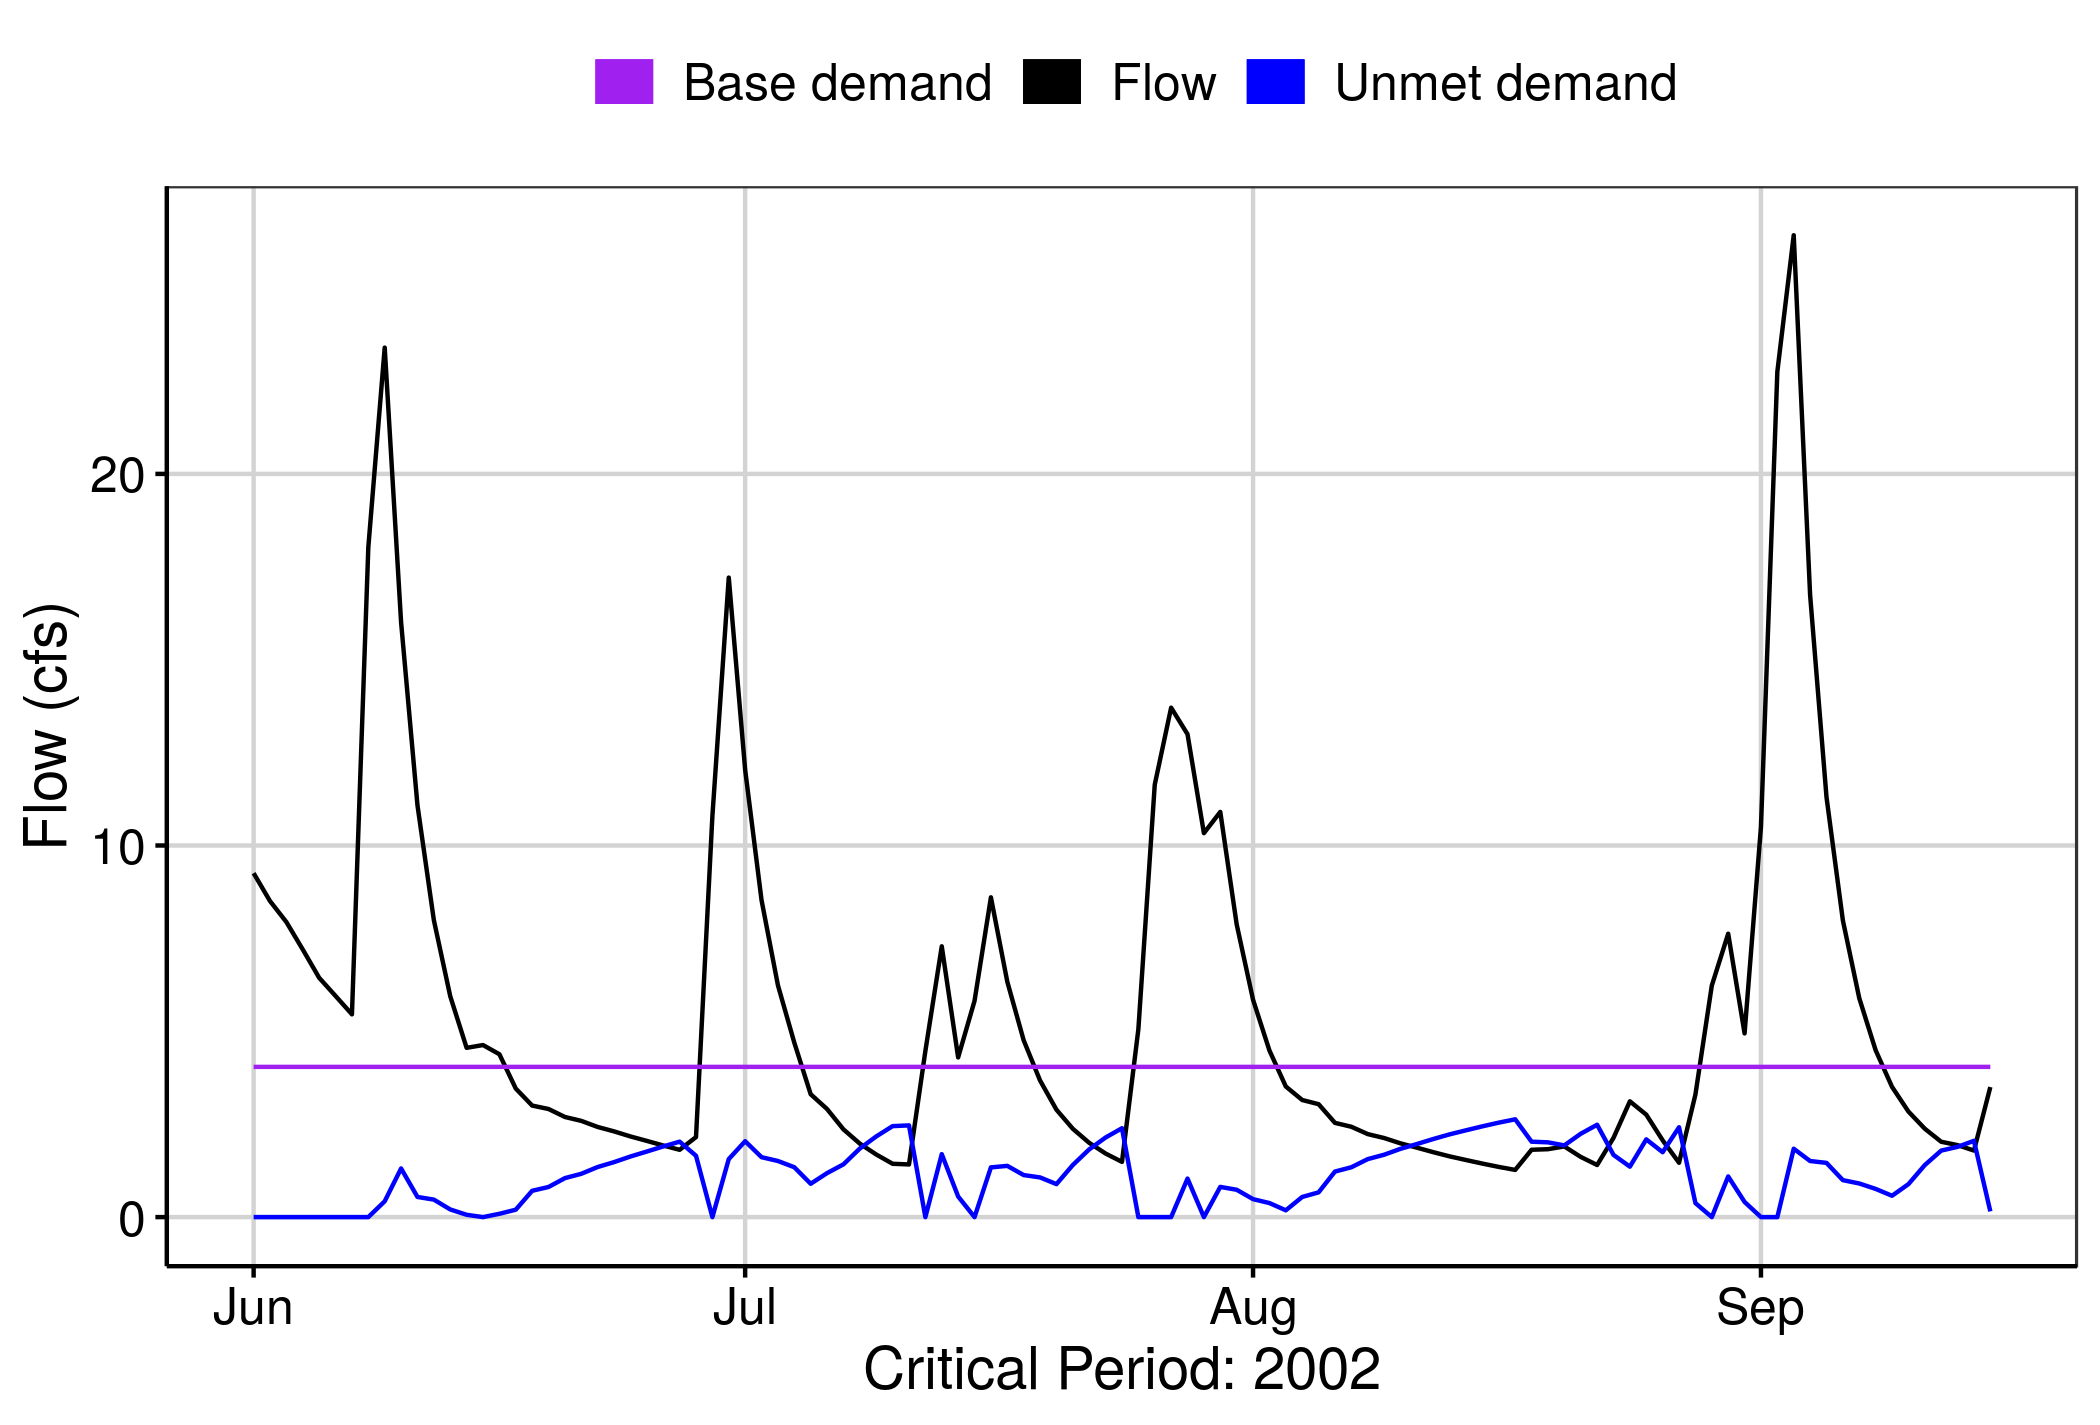 Base demand Flow Unmet demand
Flow (cfs)
20
10
0
Jun Jul Aug Sep
Critical Period: 2002